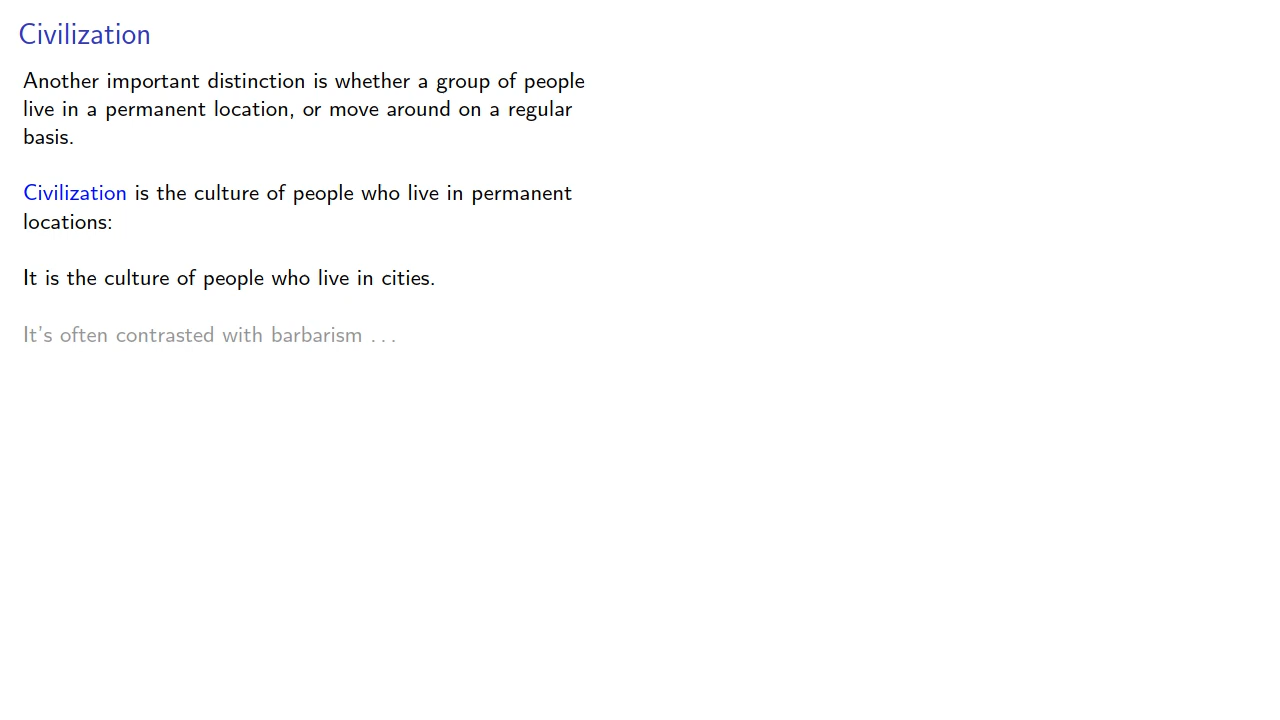 Civilization
Another important distinction is whether a group of people
live in a permanent location, or move around on a regular
basis.
Civilization is the culture of people who live in permanent
locations:
It is the culture of people who live in cities.
It's often contrasted with barbarism ...